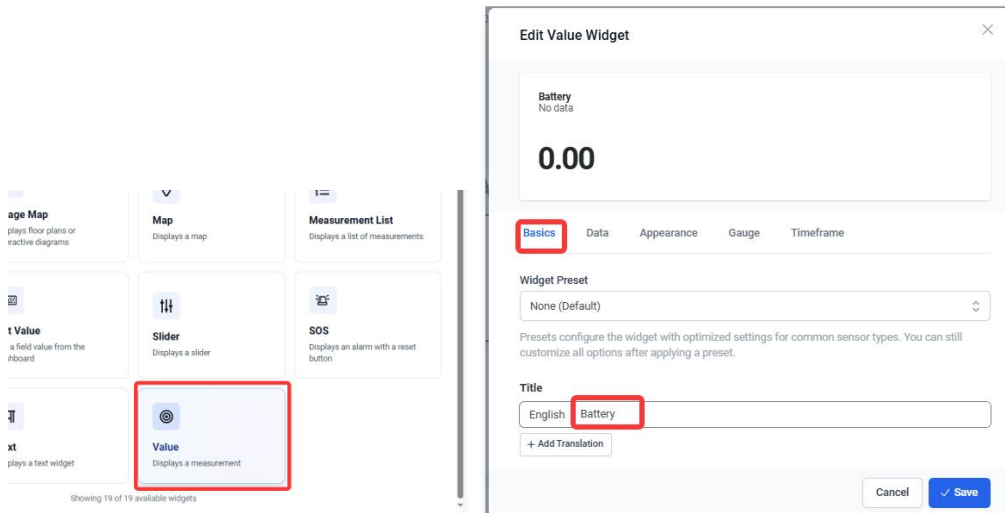 age Map
plays floor plans or
eractive diagrams
Map
Displays a map
Measurement List
Displays a list of measurements
t Value
a field value from the
hboard
Slider
Displays a slider
SOS
Displays an alarm with a reset
button
xt
plays a text widget
Value
Displays a measurement
Showing 19 of 19 available widgets
Edit Value Widget
Battery
No data
0.00
Basics Data Appearance Gauge Timeframe
Widget Preset
None (Default)
Presets configure the widget with optimized settings for common sensor types. You can still
customize all options after applying a preset.
Title
English Battery
+ Add Translation
Cancel ✓ Save